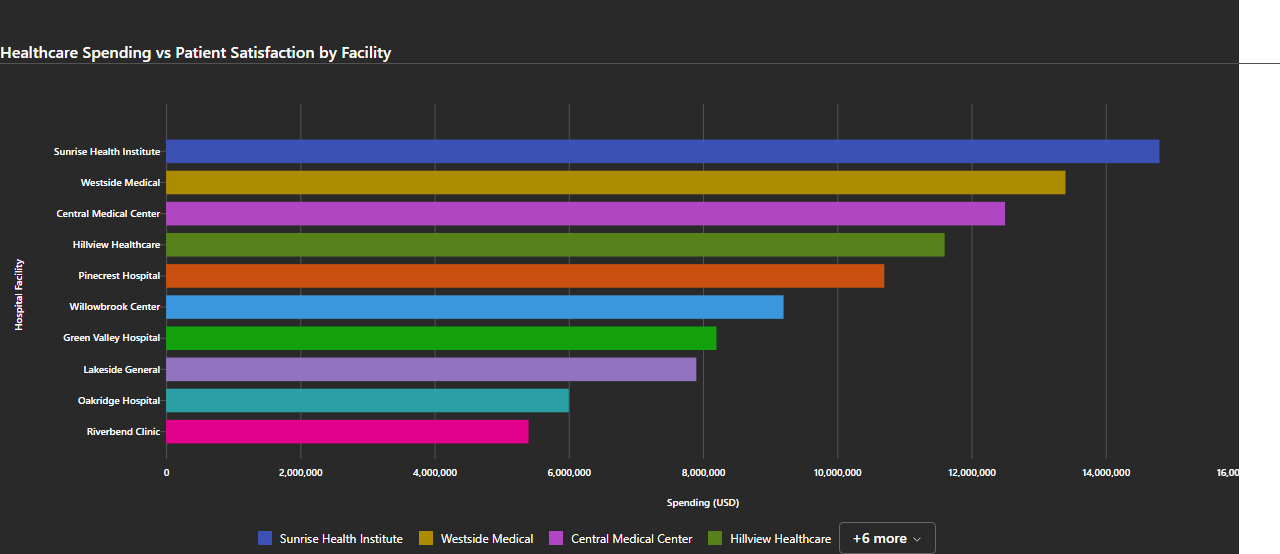 Healthcare Spending vs Patient Satisfaction by Facility
Hospital Facility
Sunrise Health Institute
Westside Medical
Central Medical Center
Hillview Healthcare
Pinecrest Hospital
Willowbrook Center
Green Valley Hospital
Lakeside General
Oakridge Hospital
Riverbend Clinic
0 2,000,000 4,000,000 6,000,000 8,000,000 10,000,000 12,000,000 14,000,000 16,00
Spending (USD)
Sunrise Health Institute Westside Medical Central Medical Center Hillview Healthcare +6 more